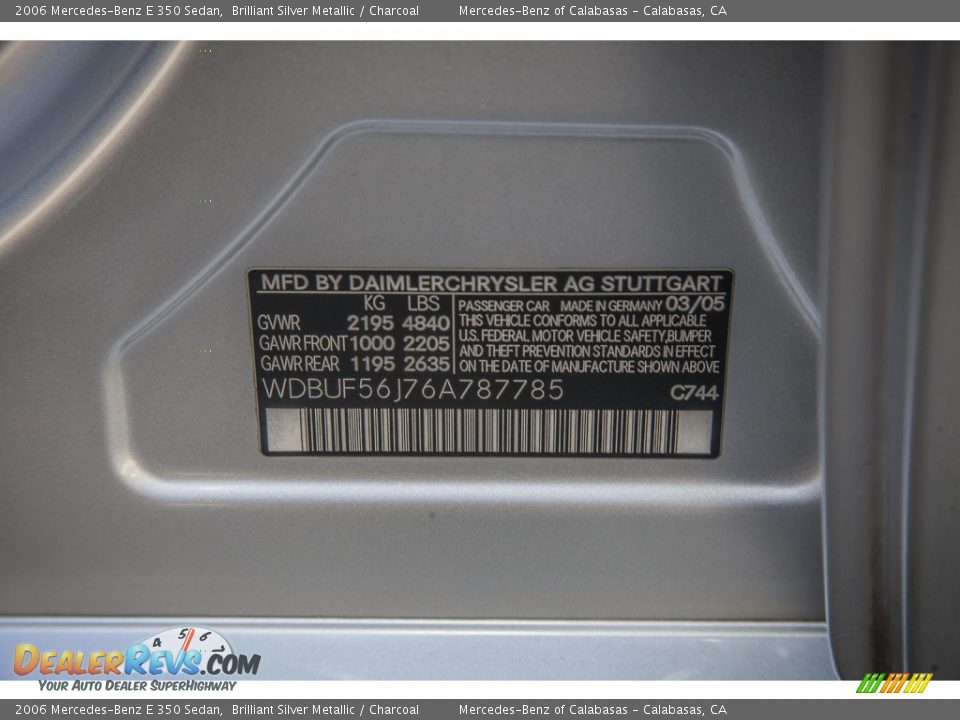 2006 Mercedes-Benz E 350 Sedan, Brilliant Silver Metallic / Charcoal Mercedes-Benz of Calabasas - Calabasas, CA
MFD BY DAIMLERCHRYSLER AG STUTTGART
KG LBS
GVWR 2195 4840
GAWR FRONT 1000 2205
GAWR REAR 1195 2635
PASSENGER CAR MADE IN GERMANY 03/05
THIS VEHICLE CONFORMS TO ALL APPLICABLE
U.S. FEDERAL MOTOR VEHICLE SAFETY,BUMPER
AND THEFT PREVENTION STANDARDS IN EFFECT
ON THE DATE OF MANUFACTURE SHOWN ABOVE
WDBUF56J76A787785 C744
4 5 6
DEALERREVS.COM
YOUR AUTO DEALER SUPERHIGHWAY
2006 Mercedes-Benz E 350 Sedan, Brilliant Silver Metallic / Charcoal Mercedes-Benz of Calabasas - Calabasas, CA